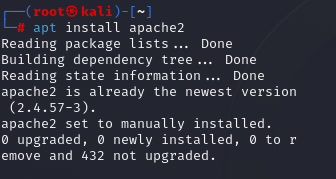 ┌──(root㉿kali)-[~]
└─# apt install apache2
Reading package lists... Done
Building dependency tree... Done
Reading state information... Done
apache2 is already the newest version
 (2.4.57-3).
apache2 set to manually installed.
0 upgraded, 0 newly installed, 0 to r
emove and 432 not upgraded.